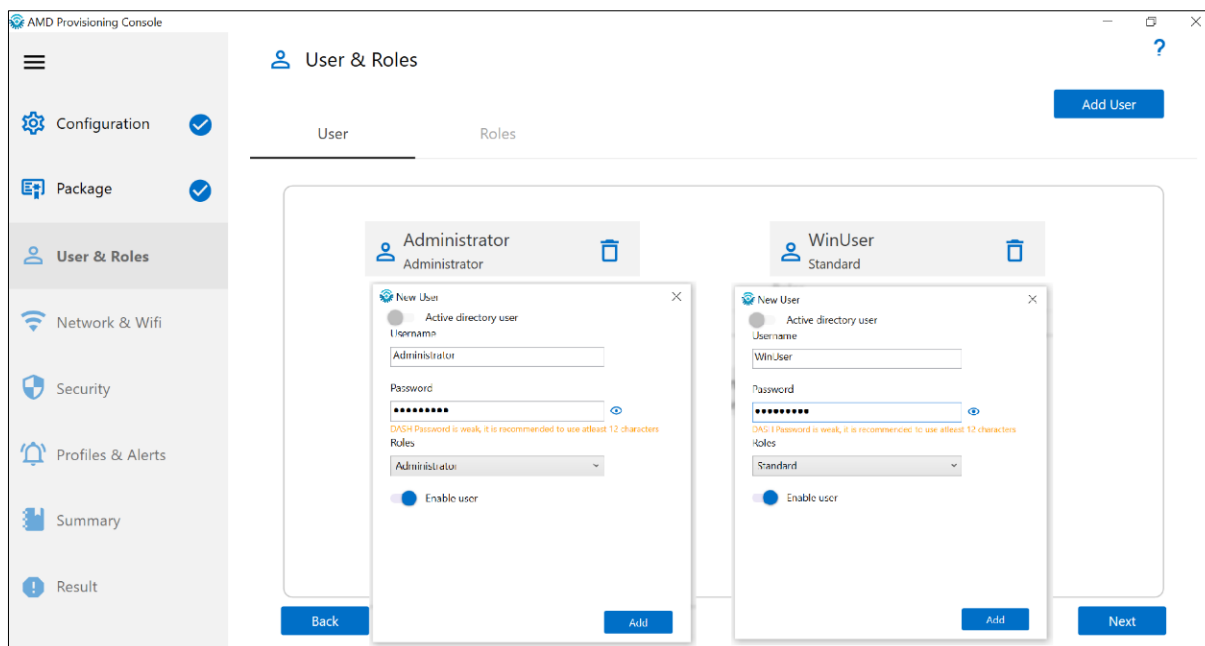 AMD Provisioning Console
User & Roles
?
Add User
Configuration
Package
User & Roles
Network & Wifi
Security
Profiles & Alerts
Summary
Result
User
Roles
Administrator
Administrator
WinUser
Standard
New User
Active directory user
Username
Administrator
Password
•••••••••
DASH Password is weak, it is recommended to use atleast 12 characters
Roles
Administrator
Enable user
Add
New User
Active directory user
Username
WinUser
Password
•••••••••
DASH Password is weak, it is recommended to use atleast 12 characters
Roles
Standard
Enable user
Add
Back
Next